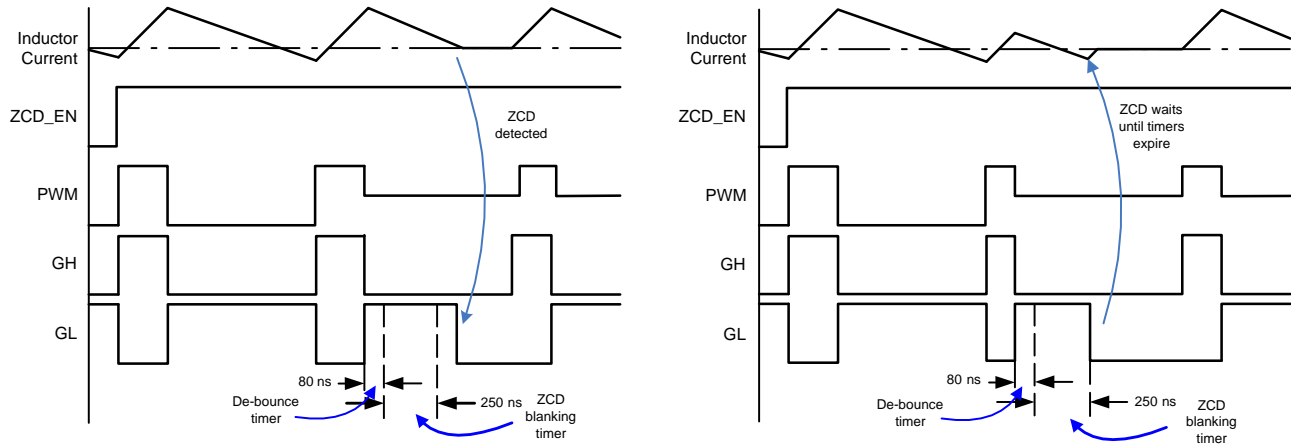 Inductor
Current
ZCD_EN
PWM
GH
GL
ZCD
detected
80 ns
De-bounce
timer
250 ns
ZCD
blanking
timer
Inductor
Current
ZCD_EN
PWM
GH
GL
ZCD waits
until timers
expire
80 ns
De-bounce
timer
250 ns
ZCD
blanking
timer